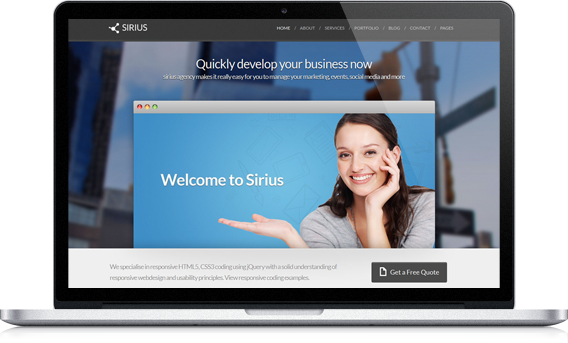 SIRIUS
HOME / ABOUT / SERVICES / PORTFOLIO / BLOG / CONTACT / PAGES
Quickly develop your business now
sirius agency makes it really easy for you to manage your marketing, events, social media and more
Welcome to Sirius
We specialise in responsive HTML5, CSS3 coding using jQuery with a solid understanding of
responsive webdesign and usability principles. View responsive coding examples.
Get a Free Quote